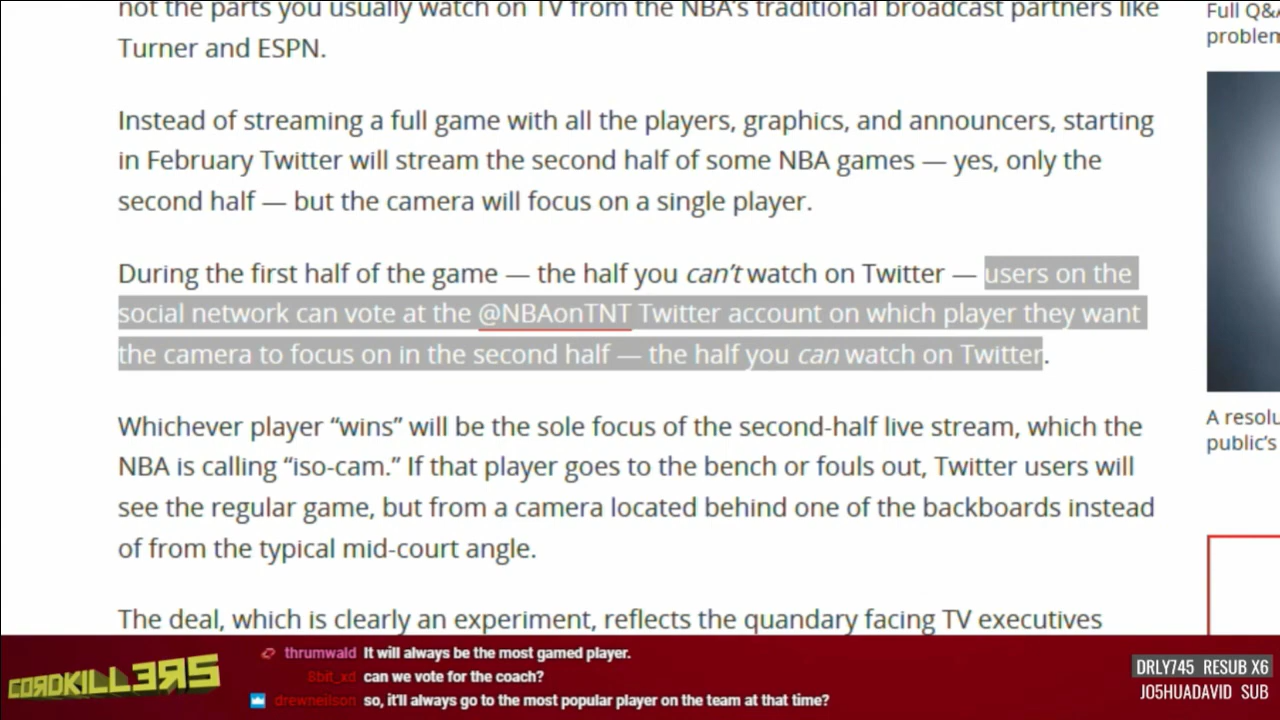 not the parts you usually watch on TV from the NBA's traditional broadcast partners like
Turner and ESPN.
Instead of streaming a full game with all the players, graphics, and announcers, starting
in February Twitter will stream the second half of some NBA games — yes, only the
second half — but the camera will focus on a single player.
During the first half of the game — the half you can't watch on Twitter — users on the
social network can vote at the @NBAonTNT Twitter account on which player they want
the camera to focus on in the second half — the half you can watch on Twitter.
Whichever player “wins” will be the sole focus of the second-half live stream, which the
NBA is calling “iso-cam.” If that player goes to the bench or fouls out, Twitter users will
see the regular game, but from a camera located behind one of the backboards instead
of from the typical mid-court angle.
The deal, which is clearly an experiment, reflects the quandary facing TV executives
Full Q&A
problem
A resolu
public's
CORDKILLERS
thrumwald It will always be the most gamed player.
8bit_xd can we vote for the coach?
drewneilson so, it'll always go to the most popular player on the team at that time?
DRLY745 RESUB X6
JO5HUADAVID SUB